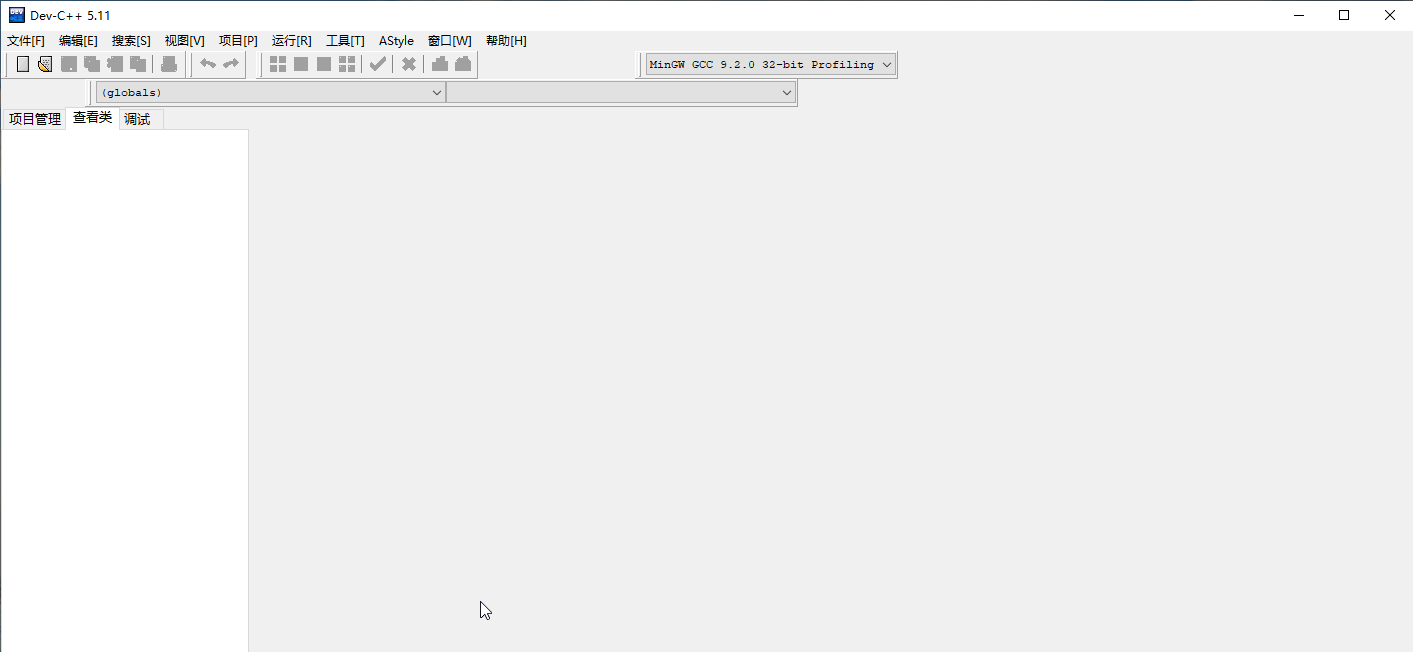 Dev-C++ 5.11
文件[F] 编辑[E] 搜索[S] 视图[V] 项目[P] 运行[R] 工具[T] AStyle 窗口[W] 帮助[H]
MinGW GCC 9.2.0 32-bit Profiling
(globals)
项目管理 查看类 调试